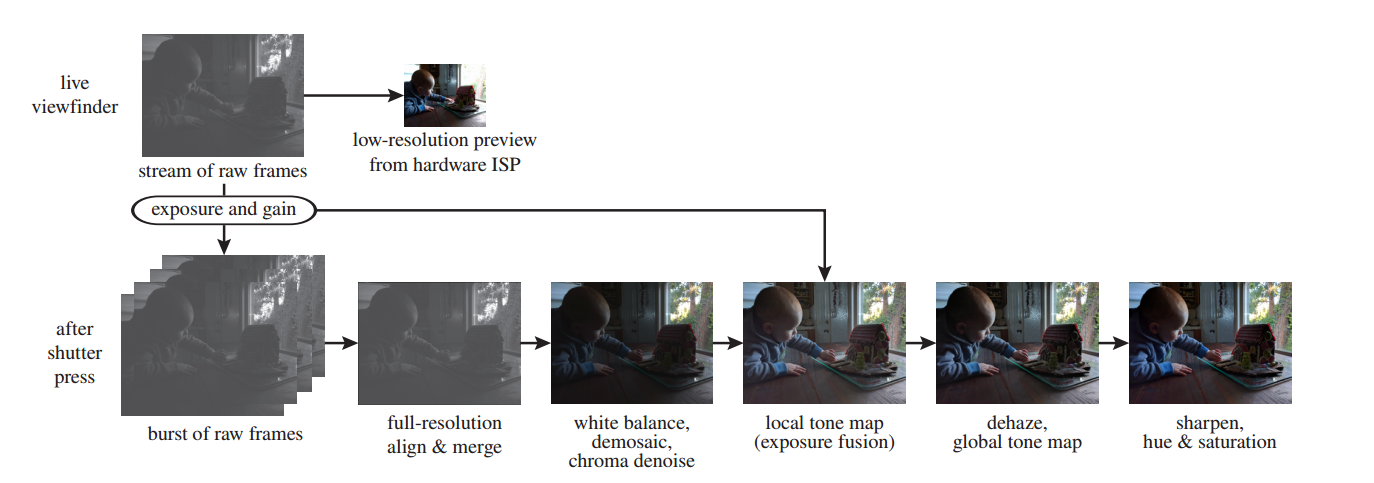 live
viewfinder
stream of raw frames
low-resolution preview
from hardware ISP
exposure and gain
after
shutter
press
burst of raw frames
full-resolution
align & merge
white balance,
demosaic,
chroma denoise
local tone map
(exposure fusion)
dehaze,
global tone map
sharpen,
hue & saturation